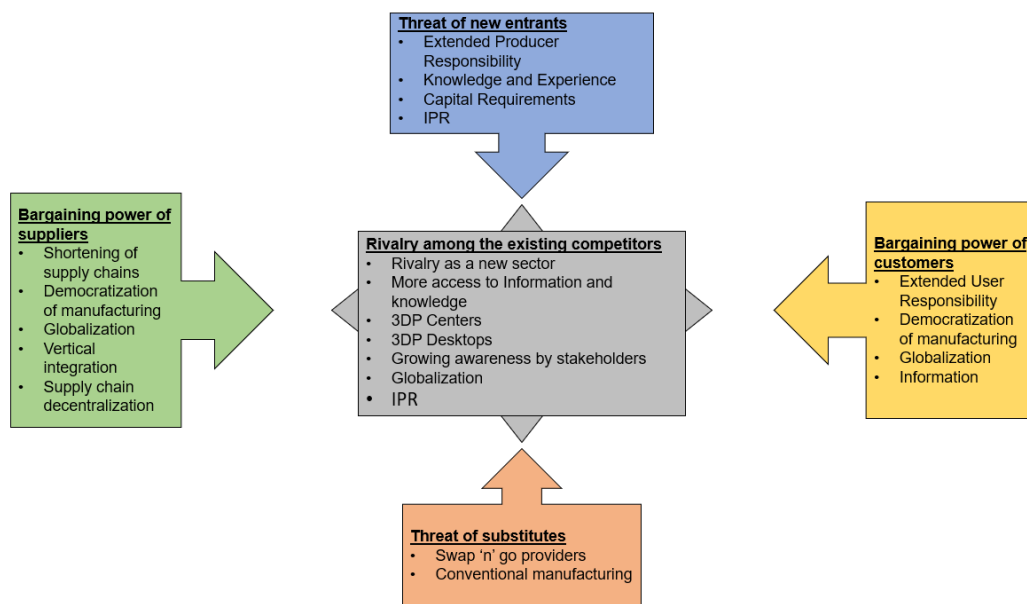 Threat of new entrants
• Extended Producer
Responsibility
• Knowledge and Experience
• Capital Requirements
• IPR
Bargaining power of
suppliers
• Shortening of
supply chains
• Democratization
of manufacturing
• Globalization
• Vertical
integration
• Supply chain
decentralization
Rivalry among the existing competitors
• Rivalry as a new sector
• More access to Information and
knowledge
• 3DP Centers
• 3DP Desktops
• Growing awareness by stakeholders
• Globalization
• IPR
Bargaining power of
customers
• Extended User
Responsibility
• Democratization
of manufacturing
• Globalization
• Information
Threat of substitutes
• Swap ‘n’ go providers
• Conventional manufacturing